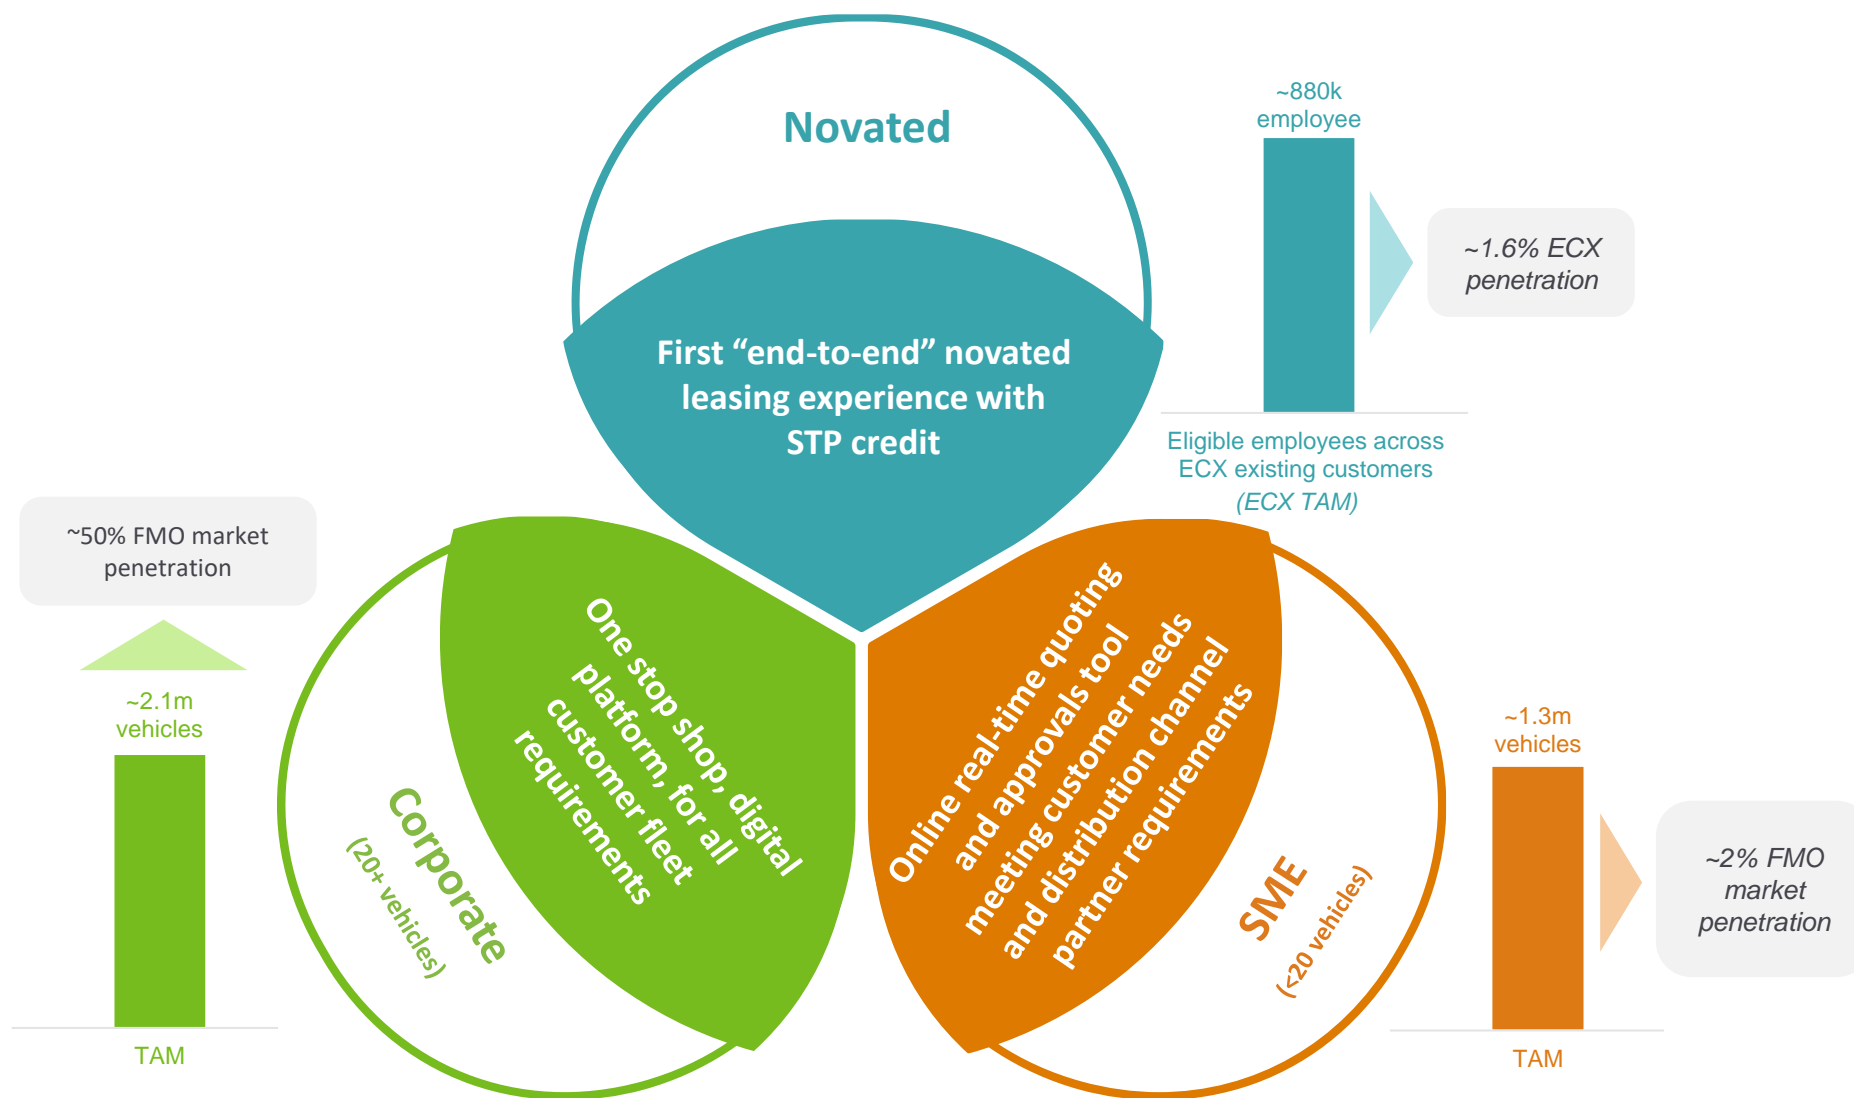 Novated
First “end-to-end” novated
leasing experience with
STP credit
~880k
employee
~1.6% ECX
penetration
Eligible employees across
ECX existing customers
(ECX TAM)
~50% FMO market
penetration
~2.1m
vehicles
TAM
Corporate
(20+ vehicles)
One stop shop, digital
platform, for all
customer fleet
requirements
Online real-time quoting
and approvals tool
meeting customer needs
and distribution channel
partner requirements
SME
(<20 vehicles)
~1.3m
vehicles
~2% FMO
market
penetration
TAM